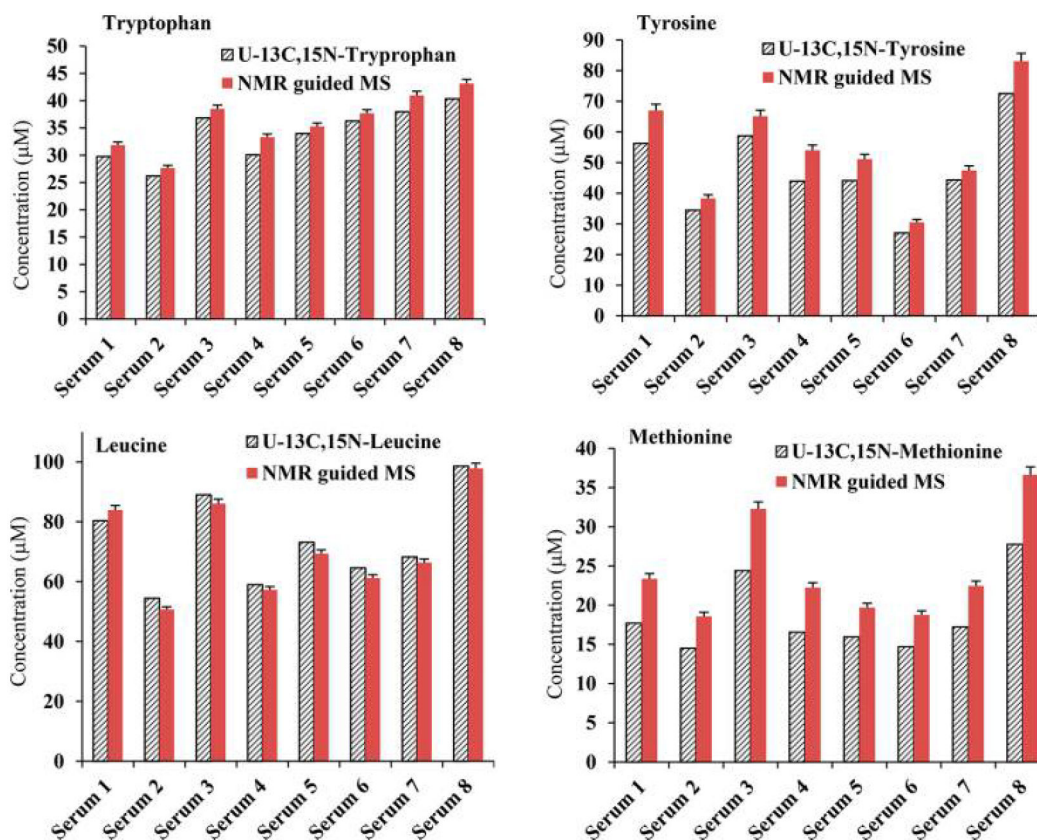 Tryptophan
U-13C,15N-Tryprophan
NMR guided MS
Concentration (µM)
50
45
40
35
30
25
20
15
10
5
0
Serum 1
Serum 2
Serum 3
Serum 4
Serum 5
Serum 6
Serum 7
Serum 8
Tyrosine
U-13C,15N-Tyrosine
NMR guided MS
Concentration (µM)
90
80
70
60
50
40
30
20
10
0
Serum 1
Serum 2
Serum 3
Serum 4
Serum 5
Serum 6
Serum 7
Serum 8
Leucine
U-13C,15N-Leucine
NMR guided MS
Concentration (µM)
100
80
60
40
20
0
Serum 1
Serum 2
Serum 3
Serum 4
Serum 5
Serum 6
Serum 7
Serum 8
Methionine
U-13C,15N-Methionine
NMR guided MS
Concentration (µM)
40
35
30
25
20
15
10
5
0
Serum 1
Serum 2
Serum 3
Serum 4
Serum 5
Serum 6
Serum 7
Serum 8